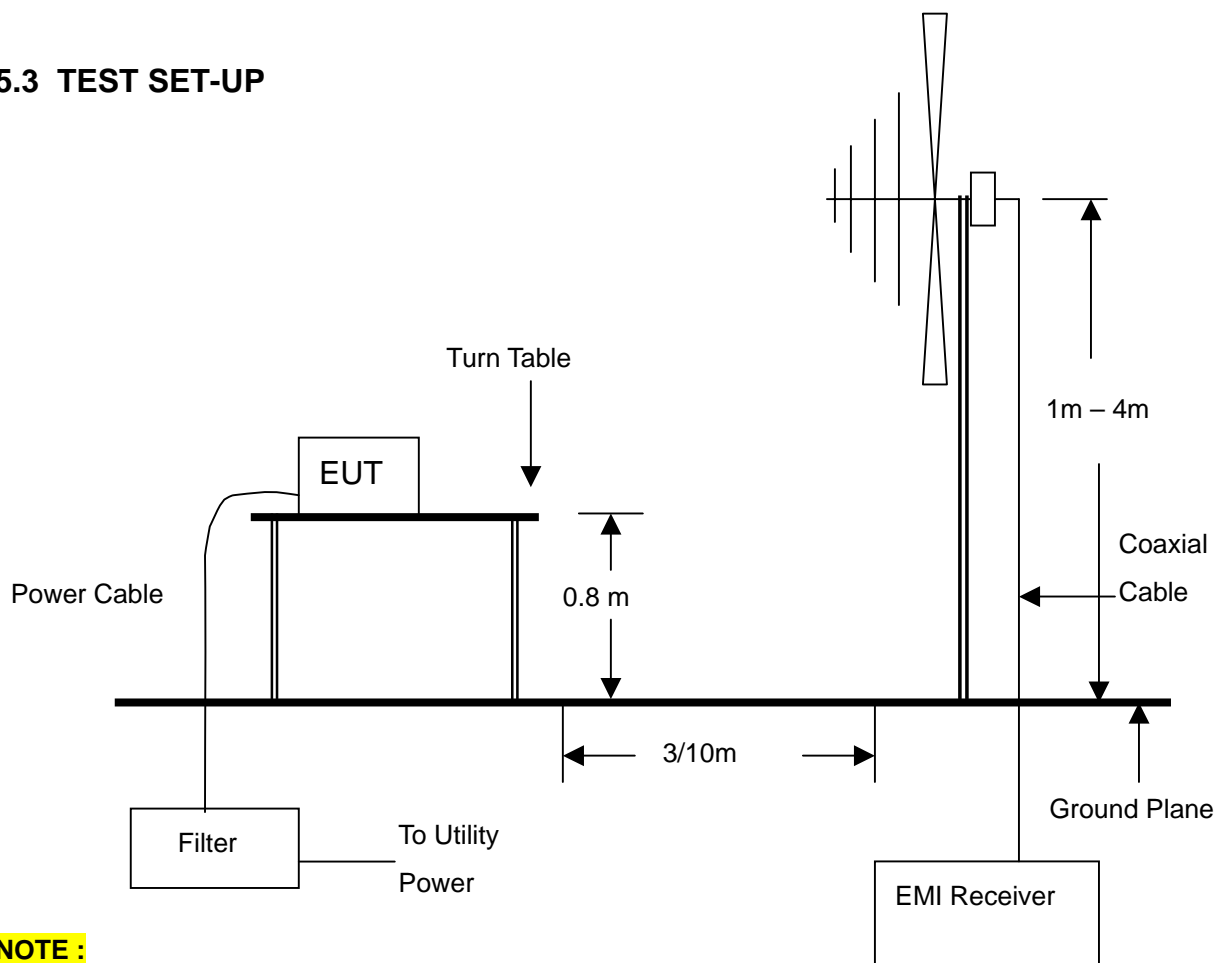 5.3 TEST SET-UP
Turn Table
1m – 4m
EUT
Coaxial
Cable
Power Cable
0.8 m
3/10m
Ground Plane
Filter
To Utility
Power
EMI Receiver
NOTE :